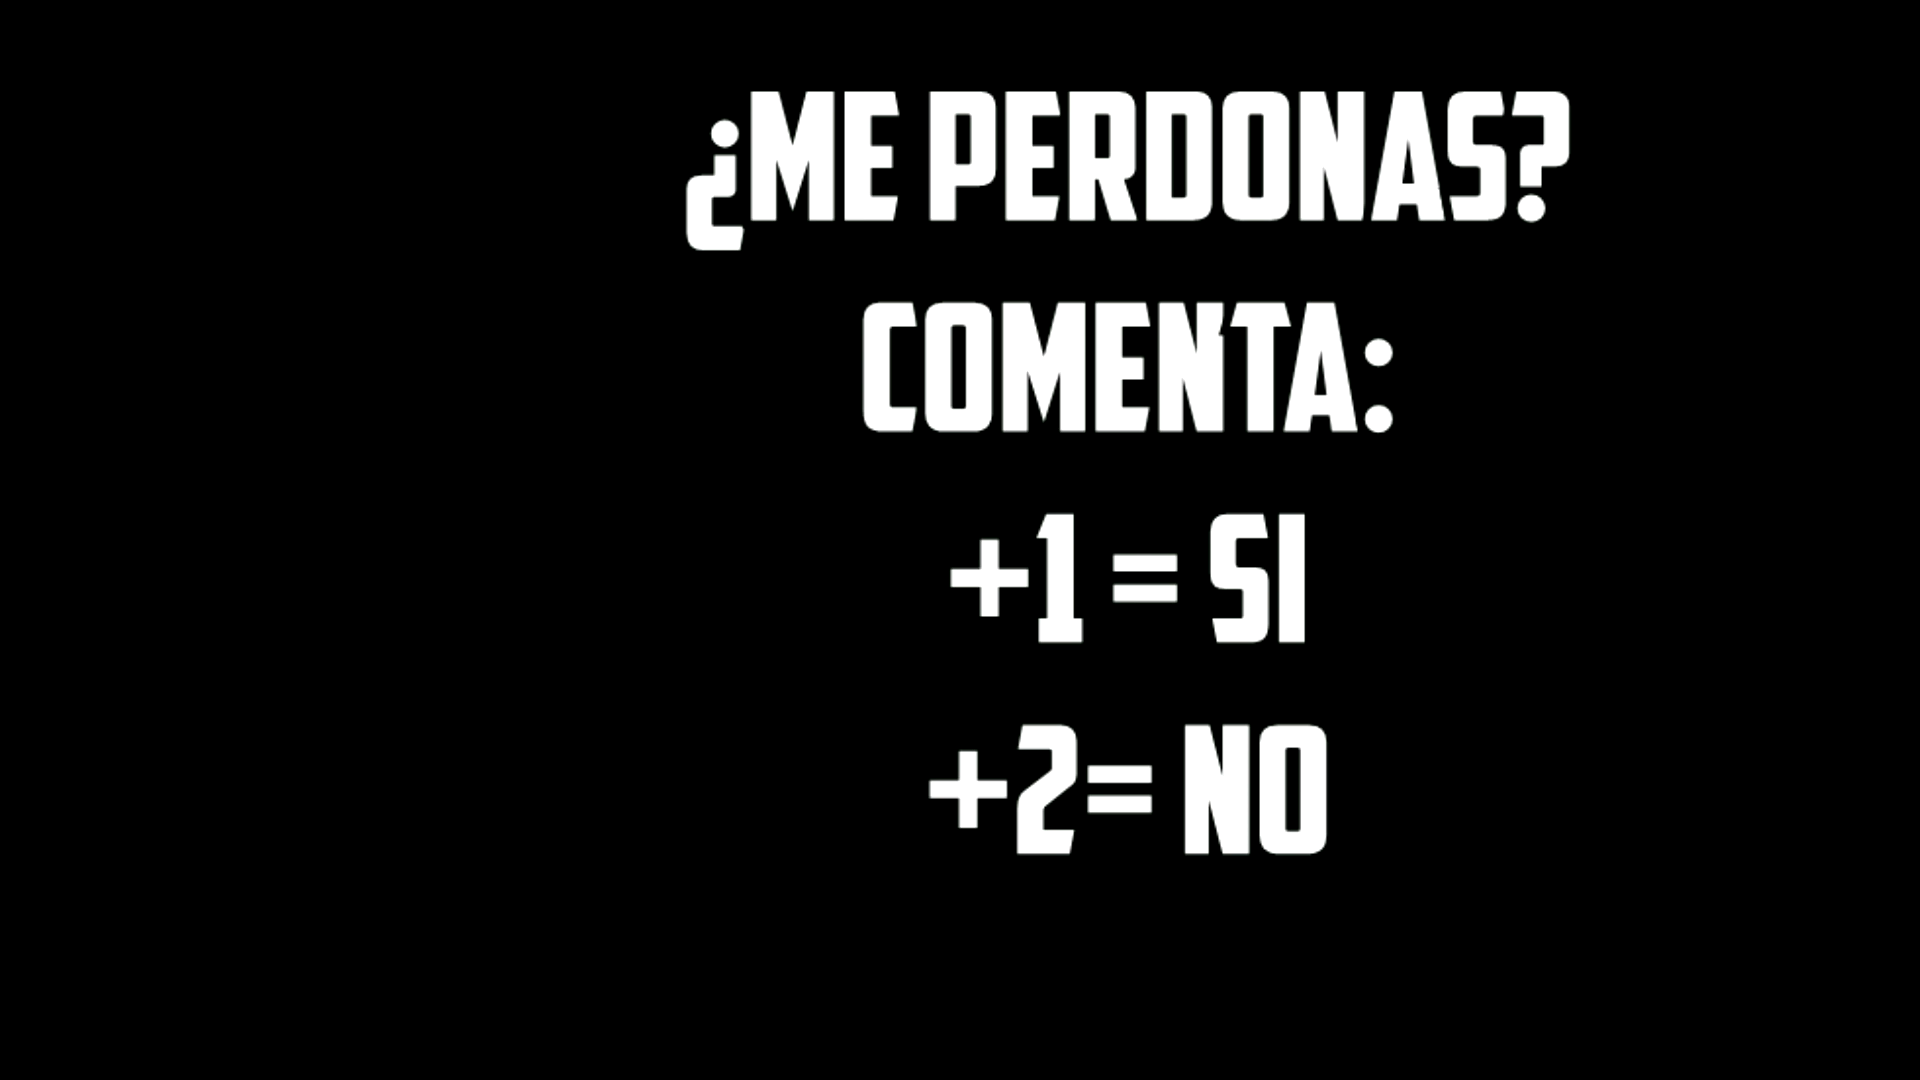 ¿ME PERDONAS?
COMENTA:
+1 = SI
+2= NO